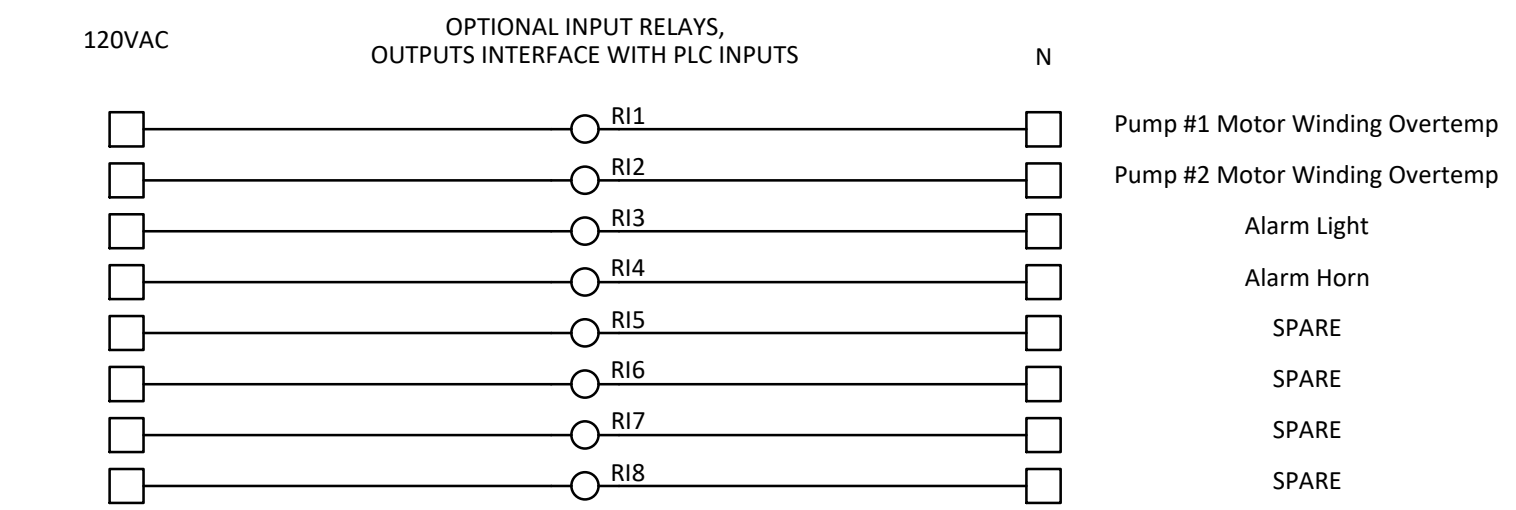 120VAC
OPTIONAL INPUT RELAYS,
OUTPUTS INTERFACE WITH PLC INPUTS
N
RI1
Pump #1 Motor Winding Overtemp
RI2
Pump #2 Motor Winding Overtemp
RI3
Alarm Light
RI4
Alarm Horn
RI5
SPARE
RI6
SPARE
RI7
SPARE
RI8
SPARE